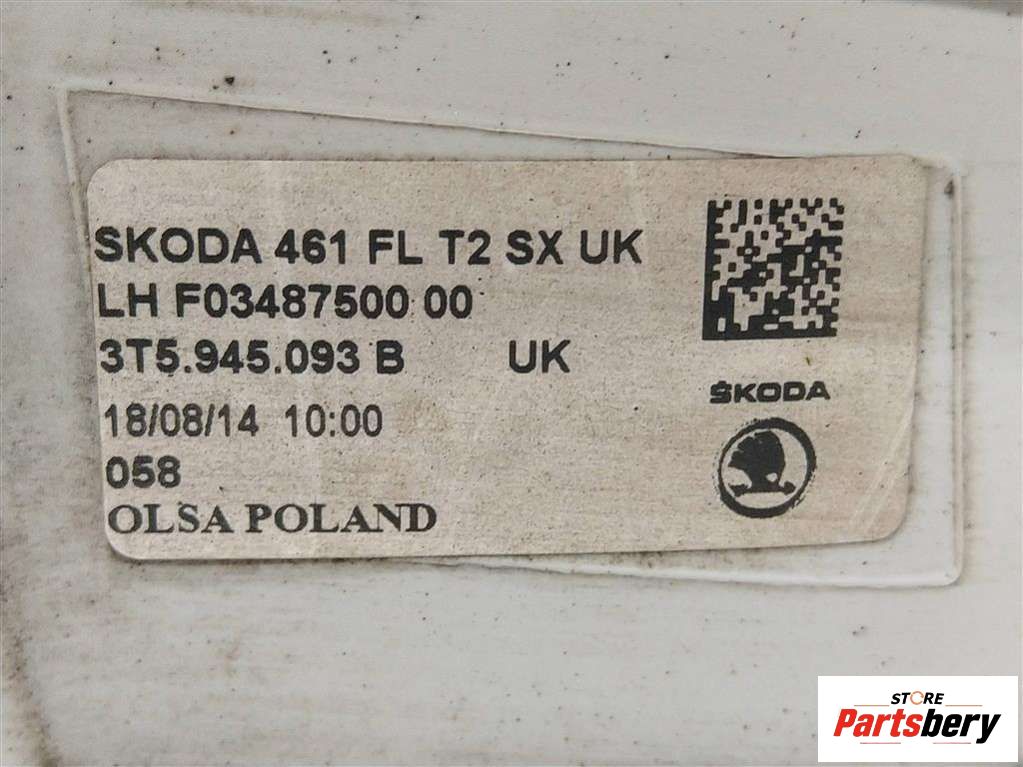 SKODA 461 FL T2 SX UK
LH F03487500 00
3T5.945.093 B UK
18/08/14 10:00
058
OLSA POLAND
ŠKODA
STORE
Partsbery